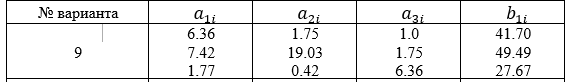 № варианта a₁ᵢ a₂ᵢ a₃ᵢ b₁ᵢ
6.36 1.75 1.0 41.70
9 7.42 19.03 1.75 49.49
1.77 0.42 6.36 27.67